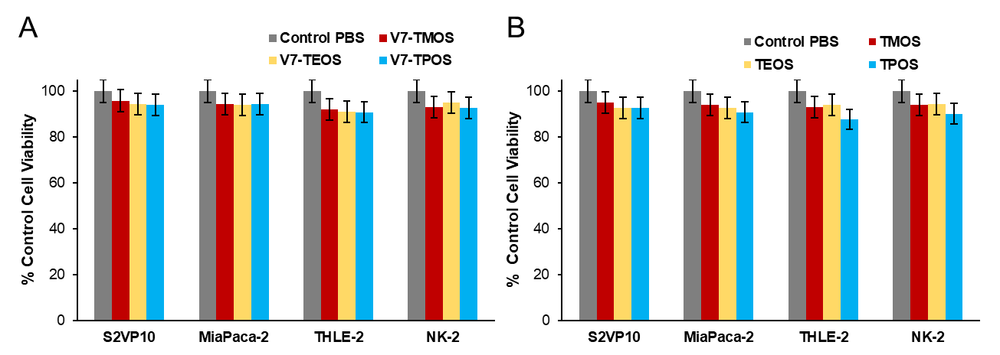 A
Control PBS V7-TMOS
V7-TEOS V7-TPOS
% Control Cell Viability
100
80
60
40
20
0
S2VP10 MiaPaca-2 THLE-2 NK-2
B
Control PBS TMOS
TEOS TPOS
% Control Cell Viability
100
80
60
40
20
0
S2VP10 MiaPaca-2 THLE-2 NK-2